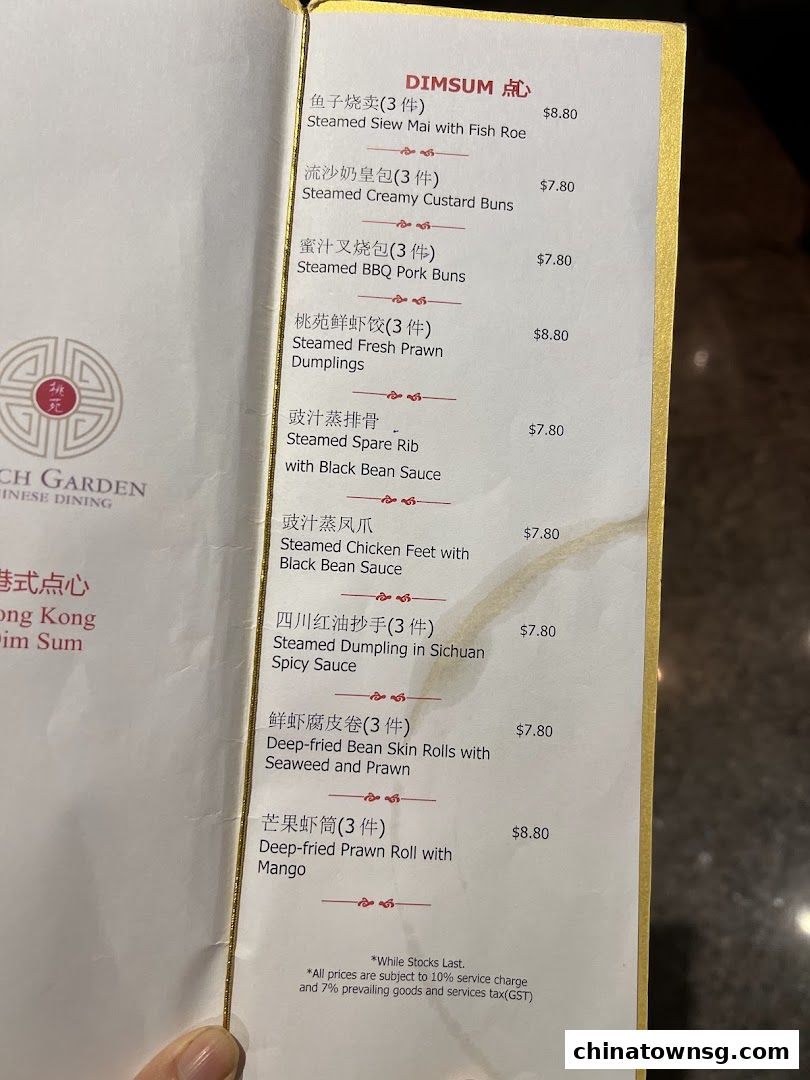 桃
苑
CH GARDEN
INESE DINING
港式点心
ong Kong
im Sum
DIMSUM 点心
鱼子烧卖(3 件) $8.80
Steamed Siew Mai with Fish Roe
流沙奶皇包(3 件) $7.80
Steamed Creamy Custard Buns
蜜汁叉烧包(3 件) $7.80
Steamed BBQ Pork Buns
桃苑鲜虾饺(3 件) $8.80
Steamed Fresh Prawn
Dumplings
豉汁蒸排骨 $7.80
Steamed Spare Rib
with Black Bean Sauce
豉汁蒸凤爪 $7.80
Steamed Chicken Feet with
Black Bean Sauce
四川红油抄手(3 件) $7.80
Steamed Dumpling in Sichuan
Spicy Sauce
鲜虾腐皮卷(3 件) $7.80
Deep-fried Bean Skin Rolls with
Seaweed and Prawn
芒果虾筒(3 件) $8.80
Deep-fried Prawn Roll with
Mango
*While Stocks Last.
*All prices are subject to 10% service charge
and 7% prevailing goods and services tax(GST)
chinatownsg.com